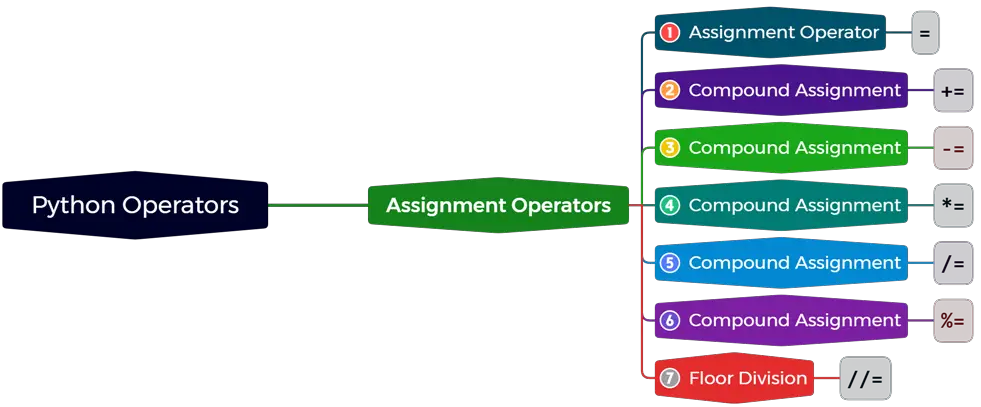 Python Operators
Assignment Operators
1 Assignment Operator =
2 Compound Assignment +=
3 Compound Assignment -=
4 Compound Assignment *=
5 Compound Assignment /=
6 Compound Assignment %=
7 Floor Division //=